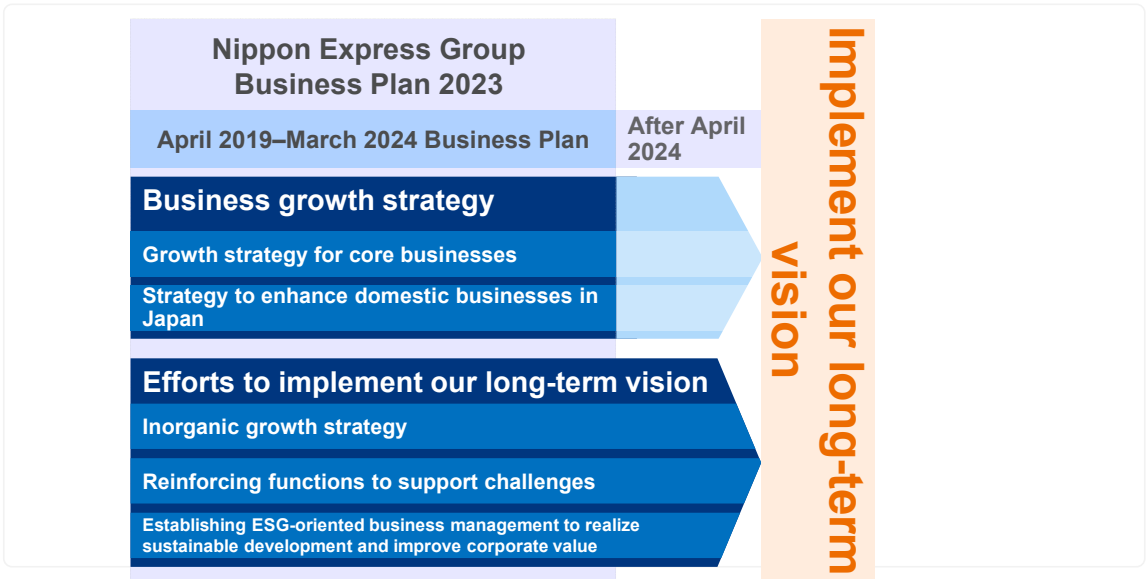 Nippon Express Group
Business Plan 2023
April 2019–March 2024 Business Plan
After April
2024
Business growth strategy
Growth strategy for core businesses
Strategy to enhance domestic businesses in
Japan
Efforts to implement our long-term vision
Inorganic growth strategy
Reinforcing functions to support challenges
Establishing ESG-oriented business management to realize
sustainable development and improve corporate value
Implement our long-term
vision